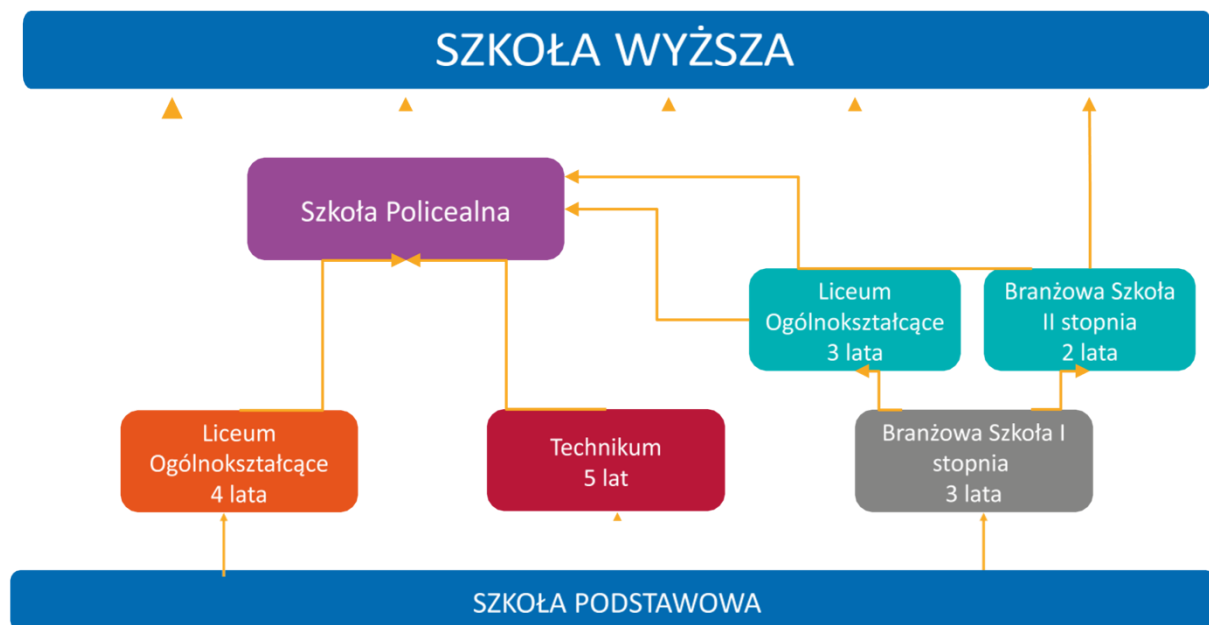 SZKOŁA WYŻSZA
Szkoła Policealna
Liceum
Ogólnokształcące
3 lata
Branżowa Szkoła
II stopnia
2 lata
Liceum
Ogólnokształcące
4 lata
Technikum
5 lat
Branżowa Szkoła I
stopnia
3 lata
SZKOŁA PODSTAWOWA